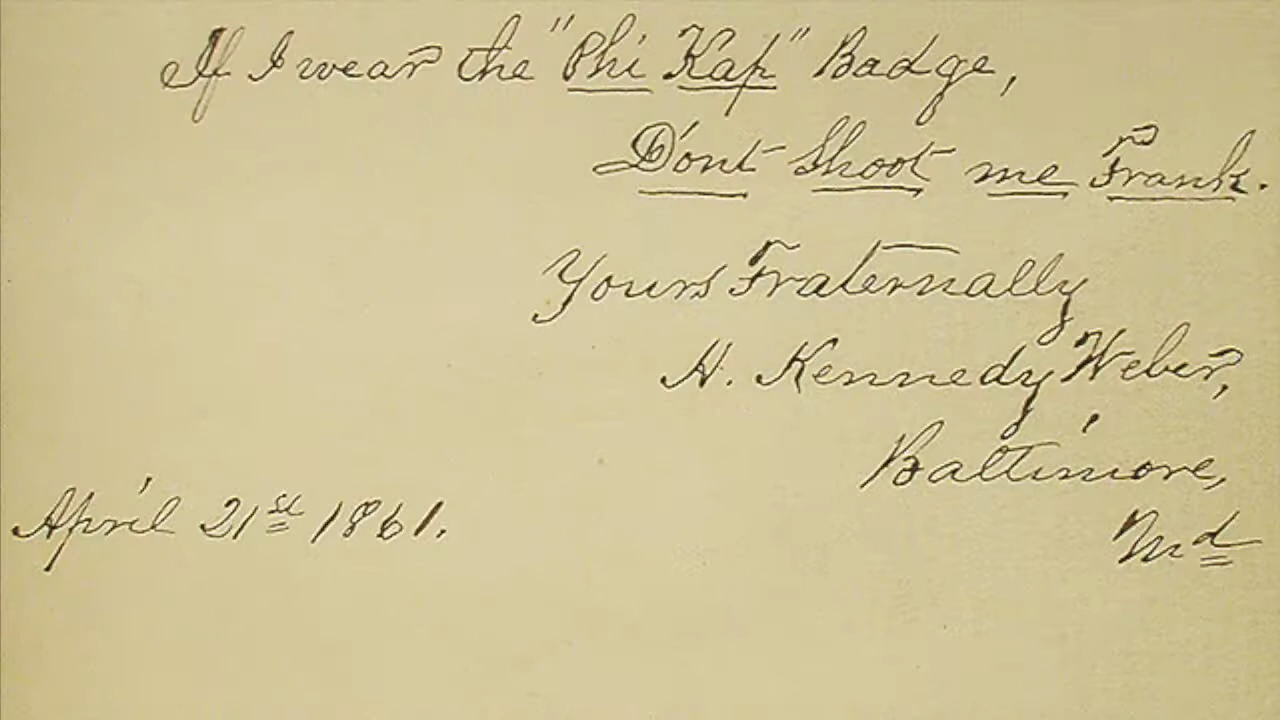 If I wear the "Phi Kap" Badge,
Don't Shoot me Frank.
Yours Fraternally
H. Kennedy Weber,
Baltimore,
Md
April 21st 1861.